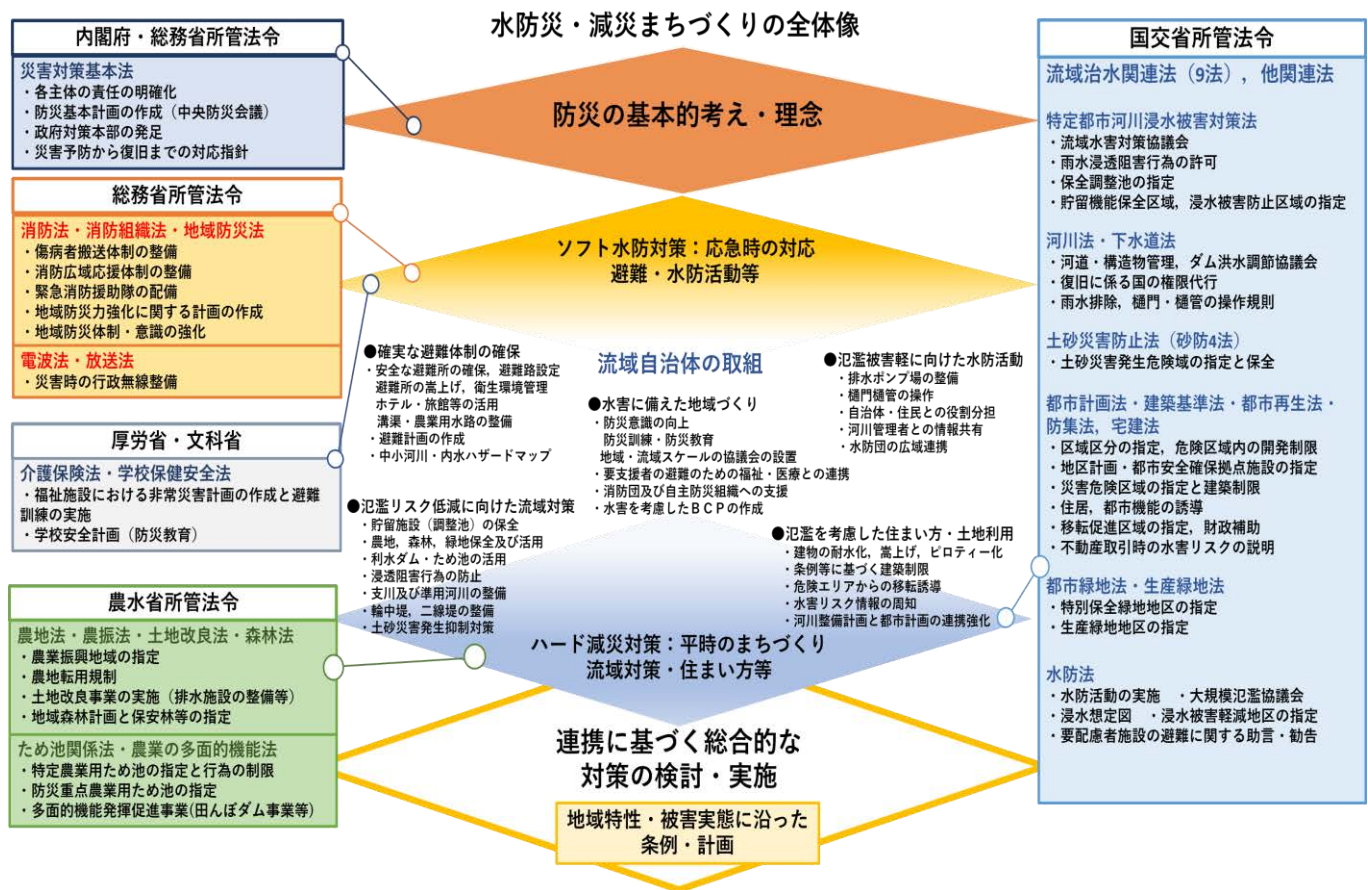 水防災・減災まちづくりの全体像
内閣府・総務省所管法令
災害対策基本法
・各主体の責任の明確化
・防災基本計画の作成（中央防災会議）
・政府対策本部の発足
・災害予防から復旧までの対応指針
総務省所管法令
消防法・消防組織法・地域防災法
・傷病者搬送体制の整備
・消防広域応援体制の整備
・緊急消防援助隊の配備
・地域防災力強化に関する計画の作成
・地域防災体制・意識の強化
電波法・放送法
・災害時の行政無線整備
厚労省・文科省
介護保険法・学校保健安全法
・福祉施設における非常災害計画の作成と避難
訓練の実施
・学校安全計画（防災教育）
農水省所管法令
農地法・農振法・土地改良法・森林法
・農業振興地域の指定
・農地転用規制
・土地改良事業の実施（排水施設の整備等）
・地域森林計画と保安林等の指定
ため池関係法・農業の多面的機能法
・特定農業用ため池の指定と行為の制限
・防災重点農業用ため池の指定
・多面的機能発揮促進事業(田んぼダム事業等)
防災の基本的考え・理念
ソフト水防対策：応急時の対応
避難・水防活動等
流域自治体の取組
●確実な避難体制の確保
・安全な避難所の確保，避難路設定
避難所の嵩上げ，衛生環境管理
ホテル・旅館等の活用
溝渠・農業用水路の整備
・避難計画の作成
・中小河川・内水ハザードマップ
●水害に備えた地域づくり
・防災意識の向上
防災訓練・防災教育
地域・流域スケールの協議会の設置
・要支援者の避難のための福祉・医療との連携
・消防団及び自主防災組織への支援
・水害を考慮したＢＣＰの作成
●氾濫被害軽に向けた水防活動
・排水ポンプ場の整備
・樋門樋管の操作
・自治体・住民との役割分担
・河川管理者との情報共有
・水防団の広域連携
●氾濫リスク低減に向けた流域対策
・貯留施設（調整池）の保全
・農地，森林，緑地保全及び活用
・利水ダム・ため池の活用
・浸透阻害行為の防止
・支川及び準用河川の整備
・輪中堤，二線堤の整備
・土砂災害発生抑制対策
●氾濫を考慮した住まい方・土地利用
・建物の耐水化，嵩上げ，ピロティー化
・条例等に基づく建築制限
・危険エリアからの移転誘導
・水害リスク情報の周知
・河川整備計画と都市計画の連携強化
ハード減災対策：平時のまちづくり
流域対策・住まい方等
連携に基づく総合的な
対策の検討・実施
地域特性・被害実態に沿った
条例・計画
国交省所管法令
流域治水関連法（9法），他関連法
特定都市河川浸水被害対策法
・流域水害対策協議会
・雨水浸透阻害行為の許可
・保全調整池の指定
・貯留機能保全区域，浸水被害防止区域の指定
河川法・下水道法
・河道・構造物管理，ダム洪水調節協議会
・復旧に係る国の権限代行
・雨水排除，樋門・樋管の操作規則
土砂災害防止法（砂防4法）
・土砂災害発生危険域の指定と保全
都市計画法・建築基準法・都市再生法・
防集法，宅建法
・区域区分の指定，危険区域内の開発制限
・地区計画・都市安全確保拠点施設の指定
・災害危険区域の指定と建築制限
・住居，都市機能の誘導
・移転促進区域の指定，財政補助
・不動産取引時の水害リスクの説明
都市緑地法・生産緑地法
・特別保全緑地地区の指定
・生産緑地地区の指定
水防法
・水防活動の実施　・大規模氾濫協議会
・浸水想定図　・浸水被害軽減地区の指定
・要配慮者施設の避難に関する助言・勧告